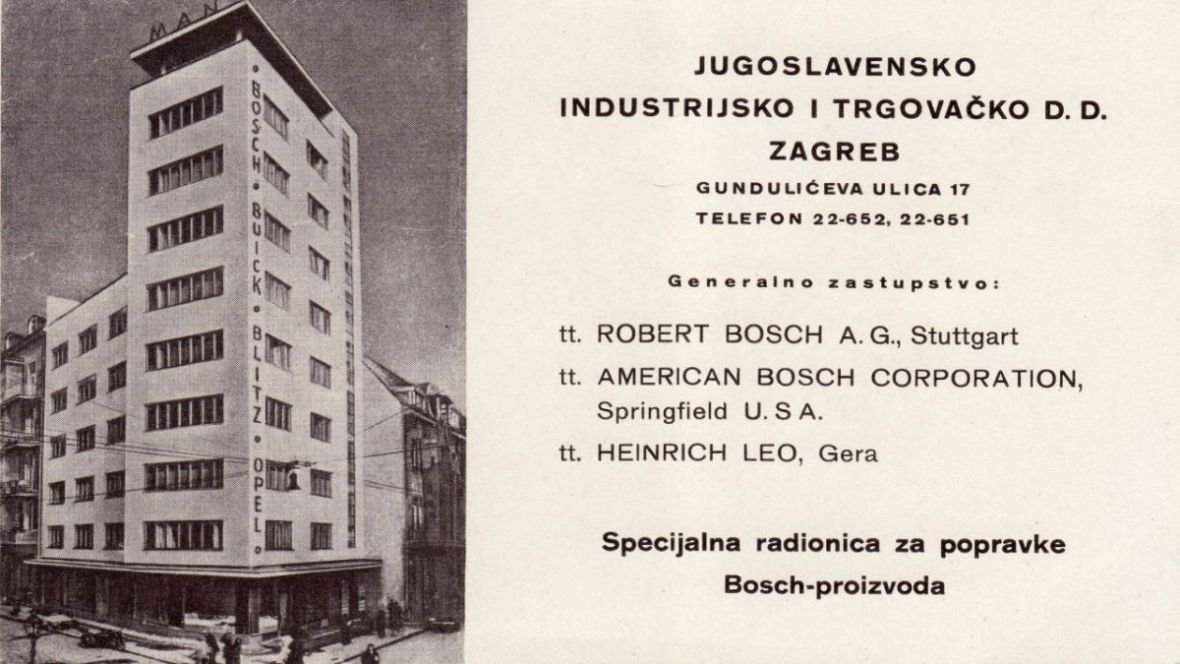 MAN
• BOSCH • BUICK • BLITZ • OPEL •
JUGOSLAVENSKO
INDUSTRIJSKO I TRGOVAČKO D. D.
ZAGREB
GUNDULIĆEVA ULICA 17
TELEFON 22-652, 22-651
Generalno zastupstvo:
tt. ROBERT BOSCH A. G., Stuttgart
tt. AMERICAN BOSCH CORPORATION,
Springfield U. S A.
tt. HEINRICH LEO, Gera
Specijalna radionica za popravke
Bosch-proizvoda